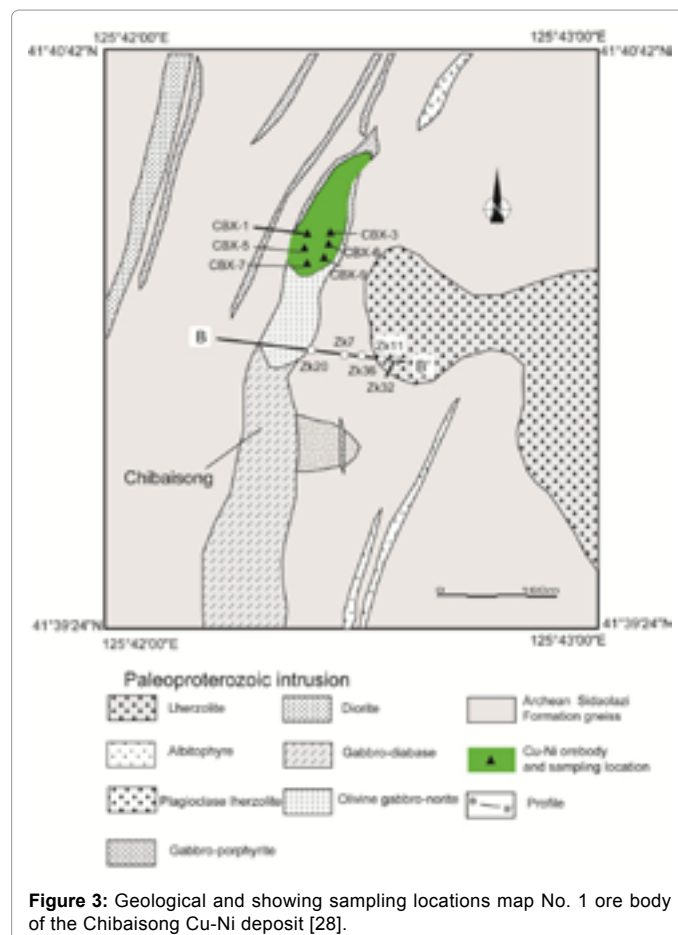 125°42'00"E 125°43'00"E
41°40'42"N 41°40'42"N
CBX-1 CBX-3
CBX-5 CBX-6
CBX-7 CBX-9
B Zk7 Zk11
Zk20 Zk36 B'
Zk32
Chibaisong
0
41°39'24"N 41°39'24"N
125°42'00"E 125°43'00"E
Paleoproterozoic intrusion
Lherzolite Diorite Archean Sidaolazi
Formation gneiss
Albitophyre Gabbro-diabase Cu-Ni orebody
and sampling location
Plagioclase lherzolite Olivine gabbro-norite Profile
Gabbro-porphyrite
Figure 3: Geological and showing sampling locations map No. 1 ore body
of the Chibaisong Cu-Ni deposit [28].